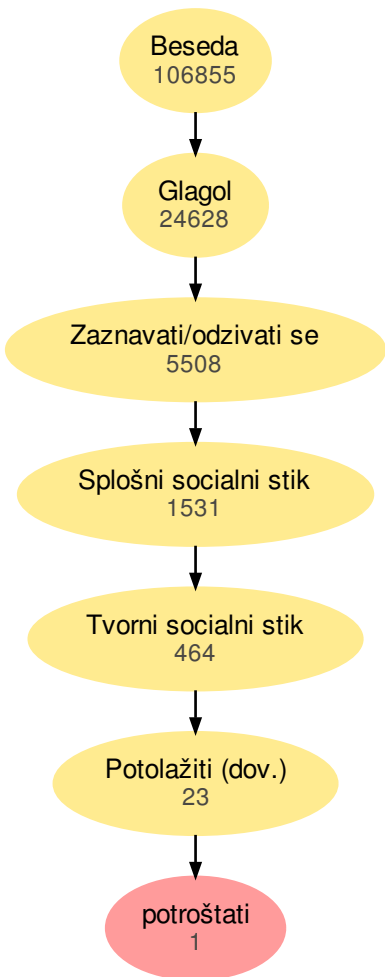 Beseda
106855
Glagol
24628
Zaznavati/odzivati se
5508
Splošni socialni stik
1531
Tvorni socialni stik
464
Potolažiti (dov.)
23
potroštati
1